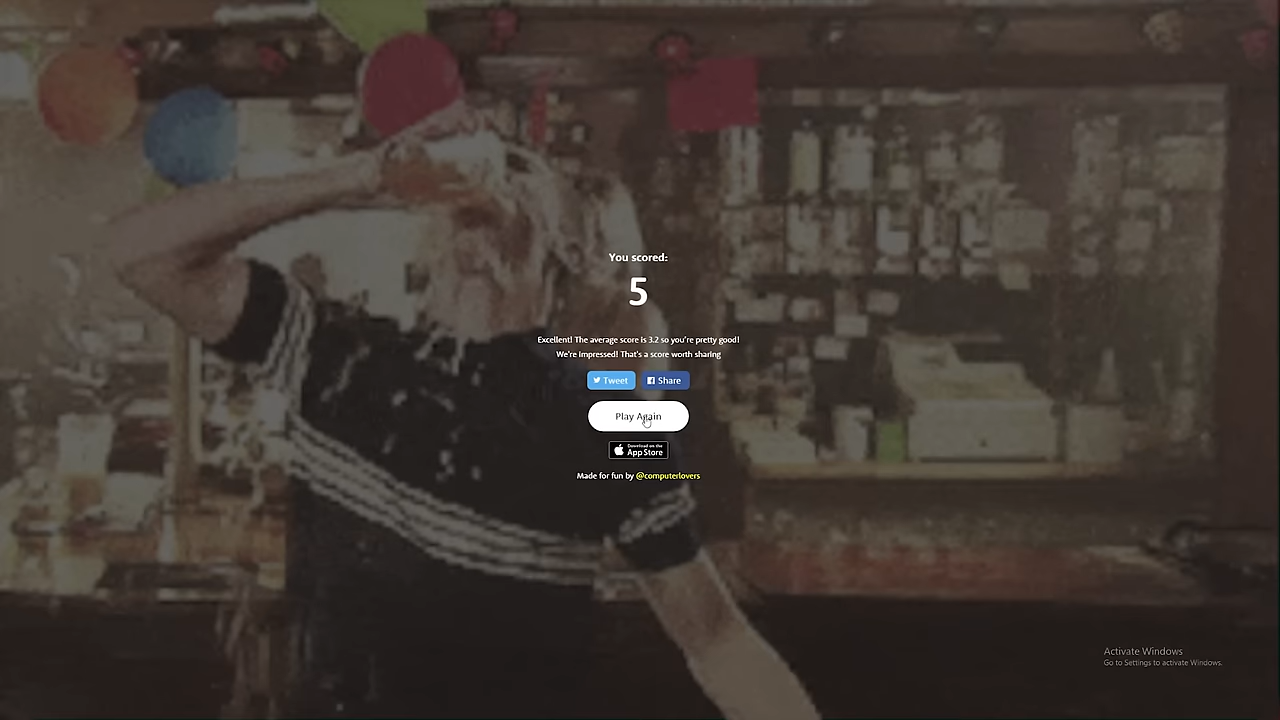 You scored:
5
Excellent! The average score is 3.2 so you're pretty good!
We're impressed! That's a score worth sharing
Tweet
Share
Play Again
Download on the
App Store
Made for fun by @computerlovers
Activate Windows
Go to Settings to activate Windows.